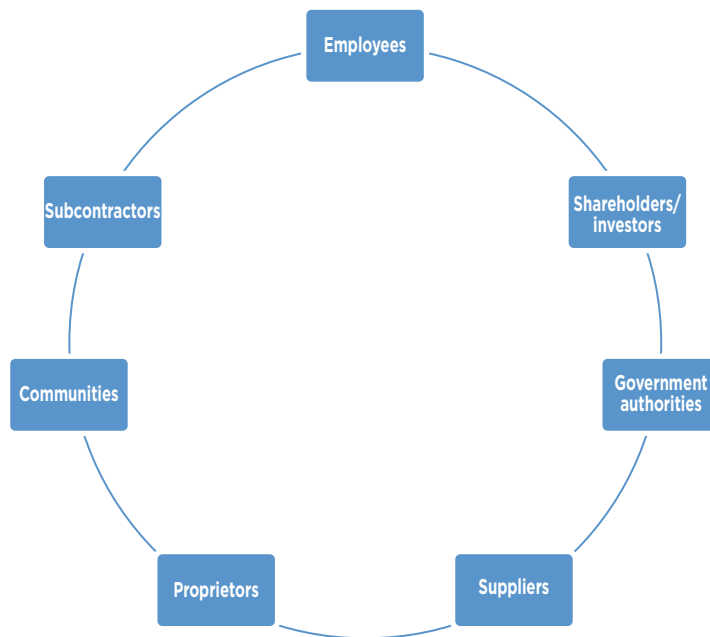 Employees
Subcontractors
Shareholders/
investors
Communities
Government
authorities
Proprietors
Suppliers